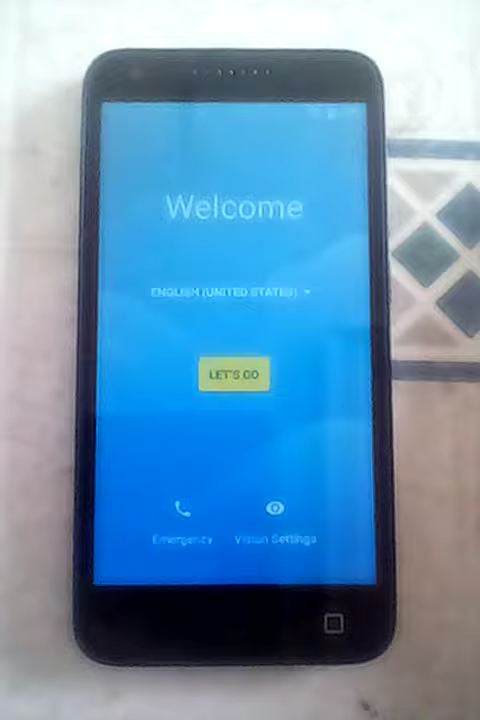 Welcome
ENGLISH (UNITED STATES)
LET'S GO
Emergency
Vision Settings